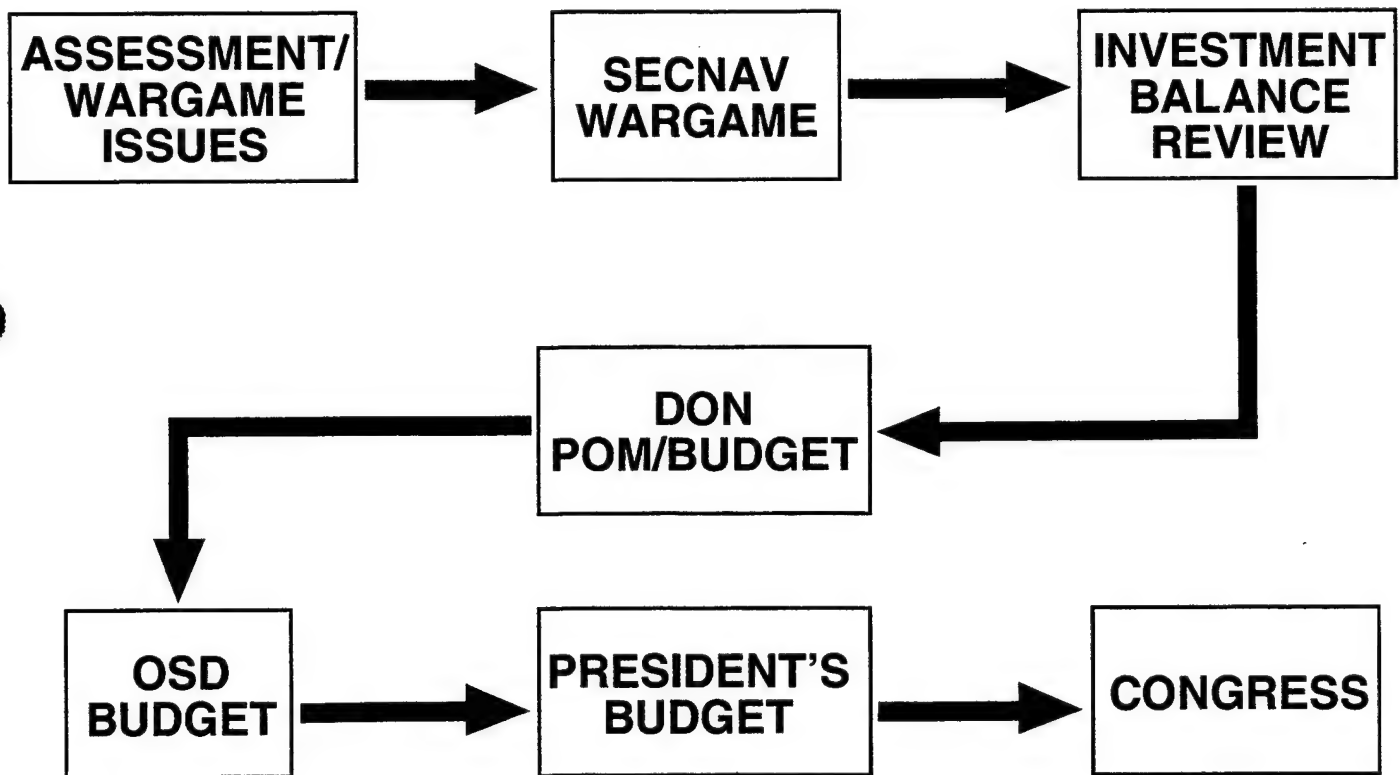 ASSESSMENT/
WARGAME
ISSUES
SECNAV
WARGAME
INVESTMENT
BALANCE
REVIEW
DON
POM/BUDGET
OSD
BUDGET
PRESIDENT'S
BUDGET
CONGRESS